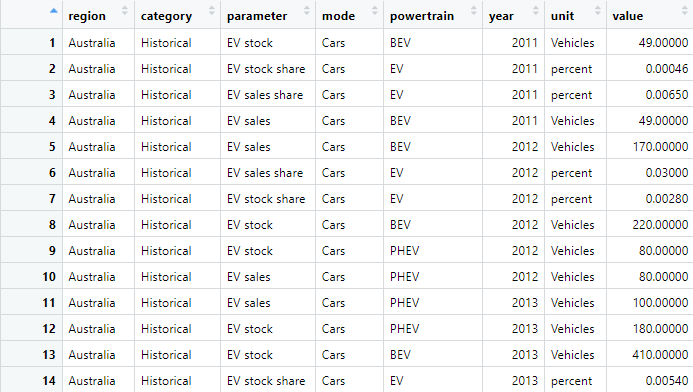 region category parameter mode powertrain year unit value
1 Australia Historical EV stock Cars BEV 2011 Vehicles 49.00000
2 Australia Historical EV stock share Cars EV 2011 percent 0.00046
3 Australia Historical EV sales share Cars EV 2011 percent 0.00650
4 Australia Historical EV sales Cars BEV 2011 Vehicles 49.00000
5 Australia Historical EV sales Cars BEV 2012 Vehicles 170.00000
6 Australia Historical EV sales share Cars EV 2012 percent 0.03000
7 Australia Historical EV stock share Cars EV 2012 percent 0.00280
8 Australia Historical EV stock Cars BEV 2012 Vehicles 220.00000
9 Australia Historical EV stock Cars PHEV 2012 Vehicles 80.00000
10 Australia Historical EV sales Cars PHEV 2012 Vehicles 80.00000
11 Australia Historical EV sales Cars PHEV 2013 Vehicles 100.00000
12 Australia Historical EV stock Cars PHEV 2013 Vehicles 180.00000
13 Australia Historical EV stock Cars BEV 2013 Vehicles 410.00000
14 Australia Historical EV stock share Cars EV 2013 percent 0.00540